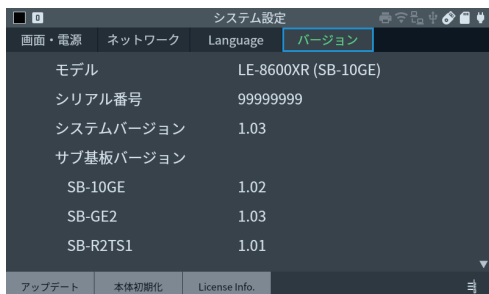 0 システム設定
画面・電源 ネットワーク Language バージョン
モデル LE-8600XR (SB-10GE)
シリアル番号 99999999
システムバージョン 1.03
サブ基板バージョン
SB-10GE 1.02
SB-GE2 1.03
SB-R2TS1 1.01
アップデート 本体初期化 License Info.